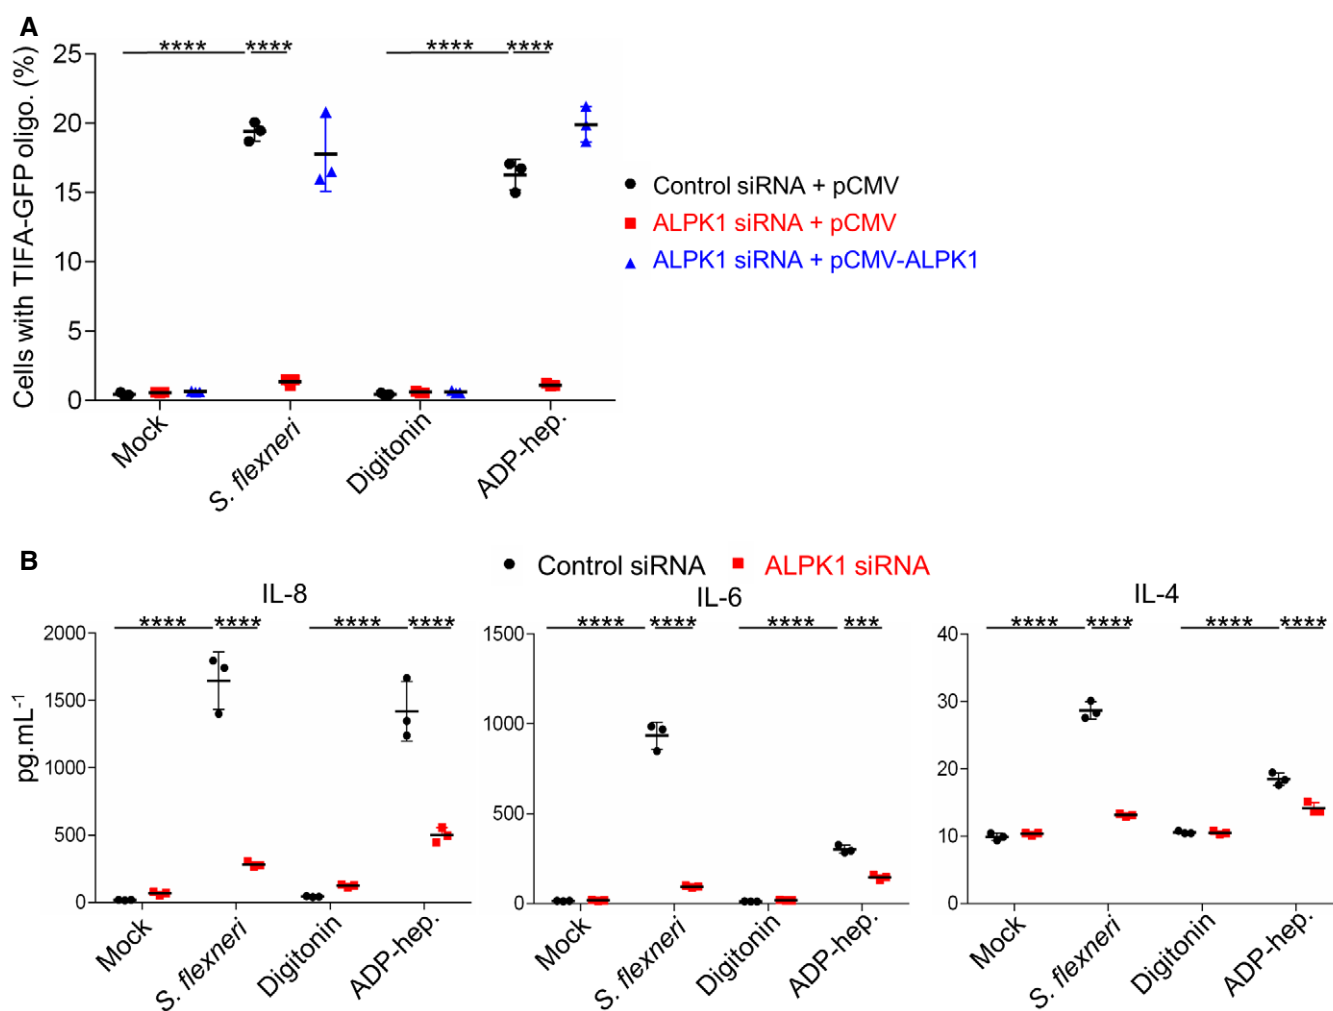 A
Cells with TIFA-GFP oligo. (%)
**** **** **** ****
25
20
15
10
5
0
Mock
S. flexneri
Digitonin
ADP-hep.
Control siRNA + pCMV
ALPK1 siRNA + pCMV
ALPK1 siRNA + pCMV-ALPK1
B
Control siRNA ALPK1 siRNA
IL-8
**** **** **** ****
pg.mL-1
2000
1500
1000
500
0
Mock
S. flexneri
Digitonin
ADP-hep.
IL-6
**** **** **** ***
1500
1000
500
0
Mock
S. flexneri
Digitonin
ADP-hep.
IL-4
**** **** **** ****
40
30
20
10
0
Mock
S. flexneri
Digitonin
ADP-hep.